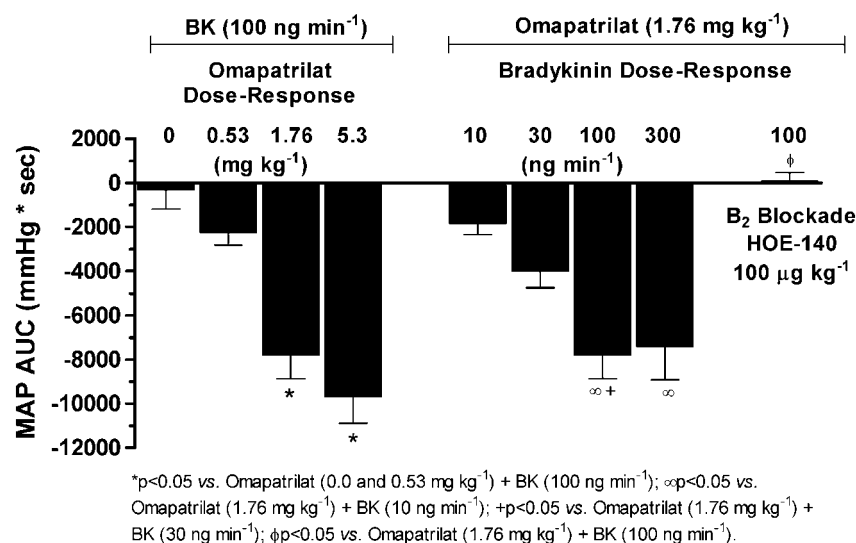 BK (100 ng min⁻¹)
Omapatrilat (1.76 mg kg⁻¹)
Omapatrilat
Dose-Response
Bradykinin Dose-Response
0 0.53 1.76 5.3
(mg kg⁻¹)
10 30 100 300
(ng min⁻¹)
100
ϕ
B₂ Blockade
HOE-140
100 µg kg⁻¹
MAP AUC (mmHg * sec)
2000
0
-2000
-4000
-6000
-8000
-10000
-12000
*
*
∞ +
∞
*p<0.05 vs. Omapatrilat (0.0 and 0.53 mg kg⁻¹) + BK (100 ng min⁻¹); ∞p<0.05 vs.
Omapatrilat (1.76 mg kg⁻¹) + BK (10 ng min⁻¹); +p<0.05 vs. Omapatrilat (1.76 mg kg⁻¹) +
BK (30 ng min⁻¹); ϕp<0.05 vs. Omapatrilat (1.76 mg kg⁻¹) + BK (100 ng min⁻¹).